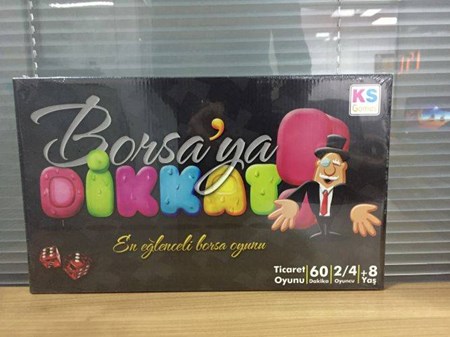 KS
Games
Borsa'ya
DİKKAT
En eğlenceli borsa oyunu
Ticaret
Oyunu
60
Dakika
2/4
Oyuncu
+8
Yaş